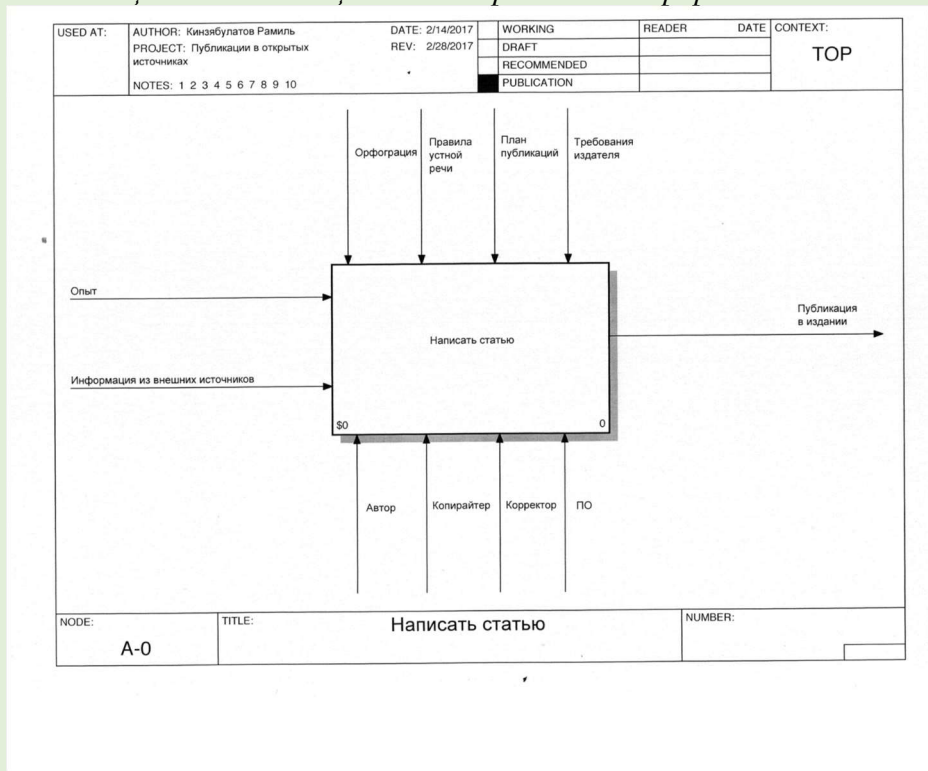 USED AT:
AUTHOR: Кинзябулатов Рамиль
DATE: 2/14/2017
PROJECT: Публикации в открытых
источниках
REV: 2/28/2017
NOTES: 1 2 3 4 5 6 7 8 9 10
WORKING
DRAFT
RECOMMENDED
PUBLICATION
READER DATE
CONTEXT:
TOP
Орфограция
Правила
устной
речи
План
публикаций
Требования
издателя
Опыт
Информация из внешних источников
Написать статью
$0
0
Публикация
в издании
Автор
Копирайтер
Корректор
ПО
NODE:
A-0
TITLE:
Написать статью
NUMBER: